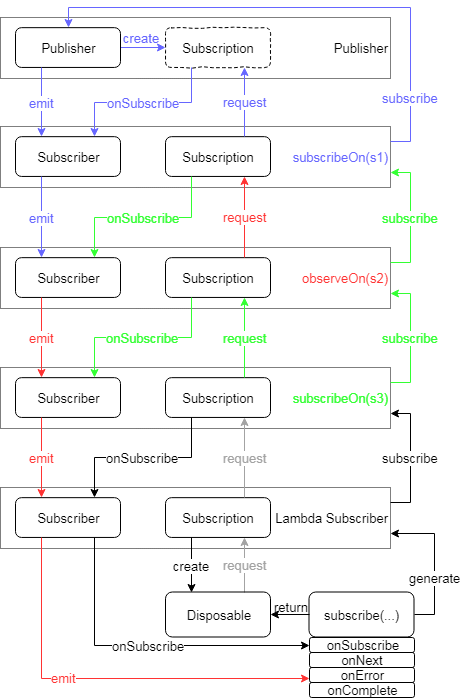 Publisher
create
Subscription
Publisher
emit
onSubscribe
request
subscribe
Subscriber
Subscription
subscribeOn(s1)
emit
onSubscribe
request
subscribe
Subscriber
Subscription
observeOn(s2)
emit
onSubscribe
request
subscribe
Subscriber
Subscription
subscribeOn(s3)
emit
onSubscribe
request
subscribe
Subscriber
Subscription
Lambda Subscriber
create
request
generate
Disposable
return
subscribe(...)
onSubscribe
onSubscribe
onNext
emit
onError
onComplete